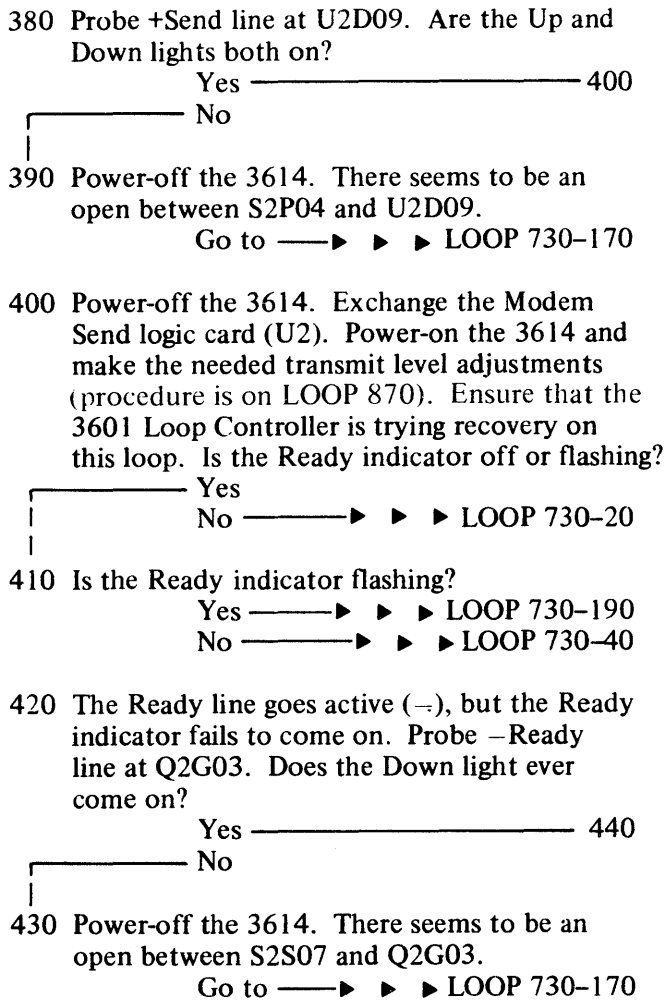 380 Probe +Send line at U2D09. Are the Up and
Down lights both on?
Yes 400
No
390 Power-off the 3614. There seems to be an
open between S2P04 and U2D09.
Go to LOOP 730-170
400 Power-off the 3614. Exchange the Modem
Send logic card (U2). Power-on the 3614 and
make the needed transmit level adjustments
(procedure is on LOOP 870). Ensure that the
3601 Loop Controller is trying recovery on
this loop. Is the Ready indicator off or flashing?
Yes
No LOOP 730-20
410 Is the Ready indicator flashing?
Yes LOOP 730-190
No LOOP 730-40
420 The Ready line goes active (-), but the Ready
indicator fails to come on. Probe -Ready
line at Q2G03. Does the Down light ever
come on?
Yes 440
No
430 Power-off the 3614. There seems to be an
open between S2S07 and Q2G03.
Go to LOOP 730-170